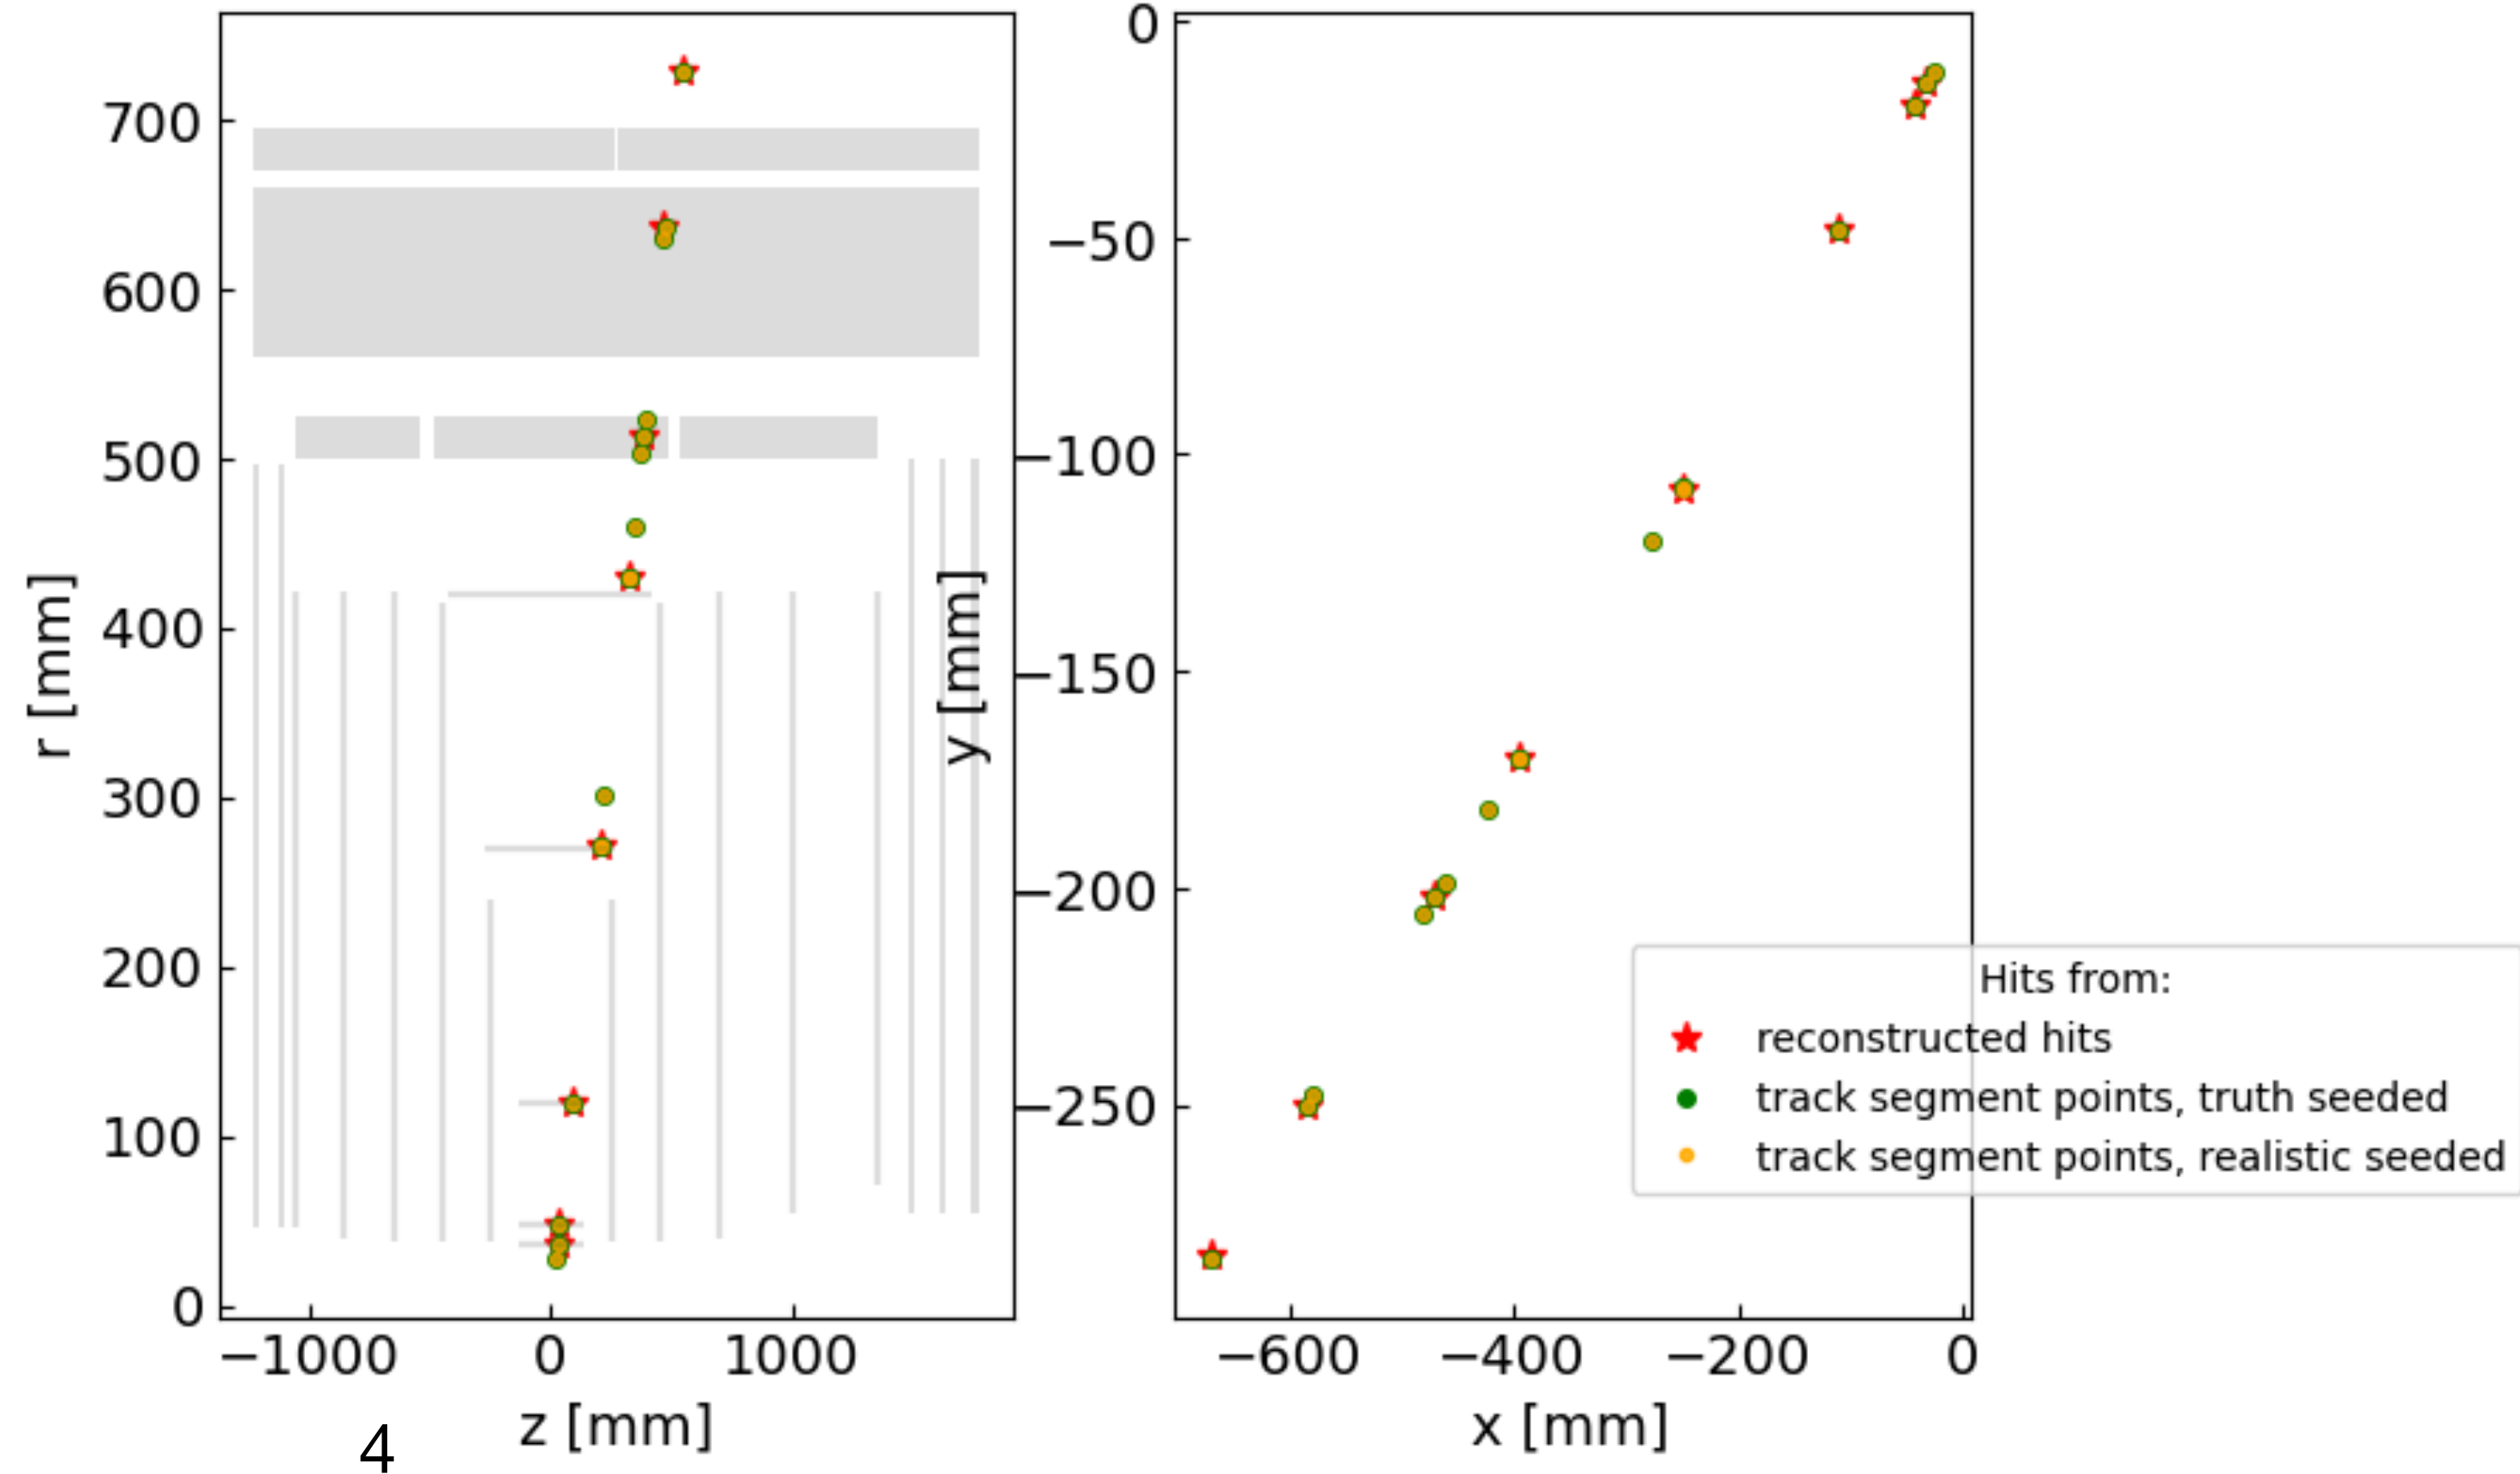 r [mm]
700
600
500
400
300
200
100
0
−1000 0 1000
z [mm]
4
y [mm]
0
−50
−100
−150
−200
−250
−600 −400 −200 0
x [mm]
Hits from:
reconstructed hits
track segment points, truth seeded
track segment points, realistic seeded